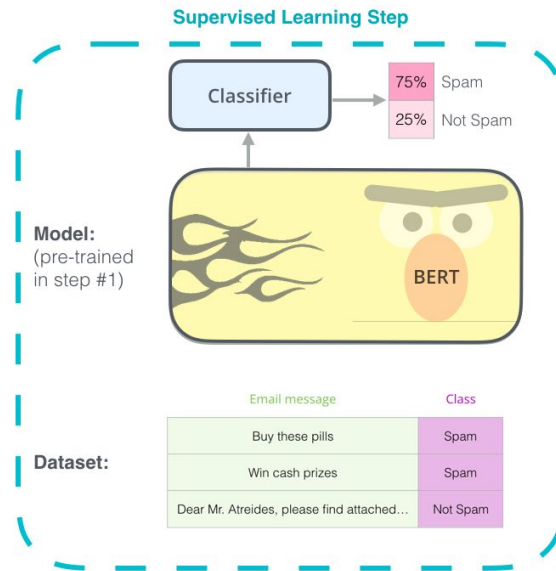 Supervised Learning Step
Classifier
75% Spam
25% Not Spam
Model:
(pre-trained
in step #1)
BERT
Email message Class
Buy these pills Spam
Dataset:
Win cash prizes Spam
Dear Mr. Atreides, please find attached… Not Spam